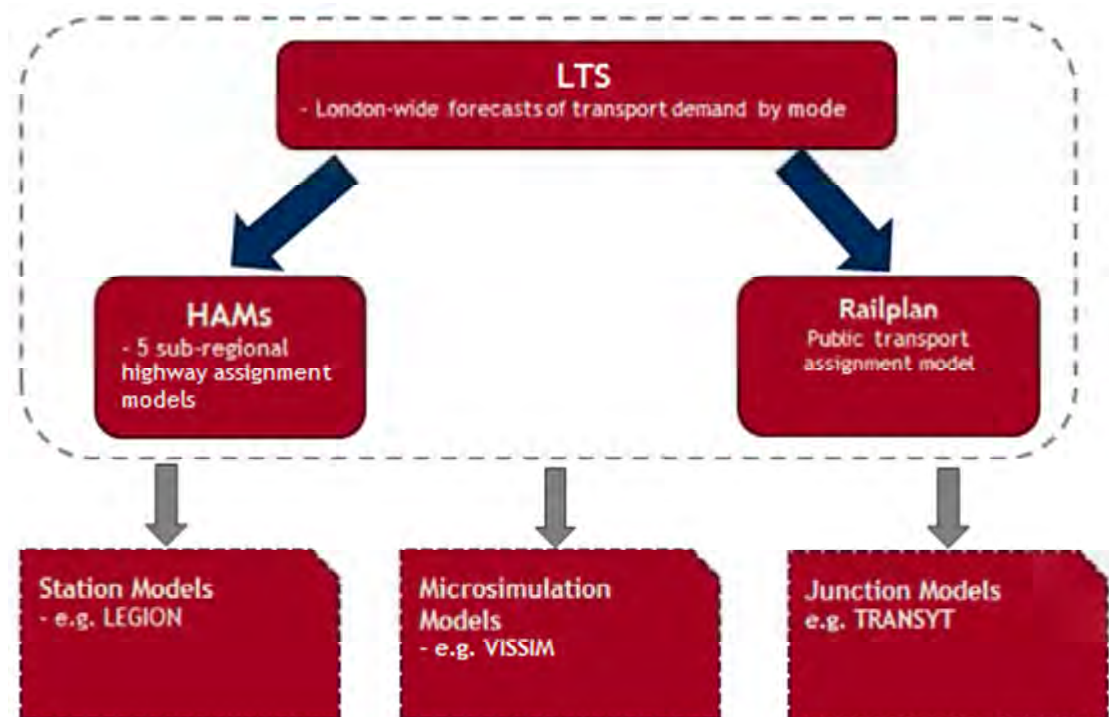 LTS
- London-wide forecasts of transport demand by mode
HAMs
- 5 sub-regional
highway assignment
models
Railplan
Public transport
assignment model
Station Models
- e.g. LEGION
Microsimulation
Models
- e.g. VISSIM
Junction Models
e.g. TRANSYT